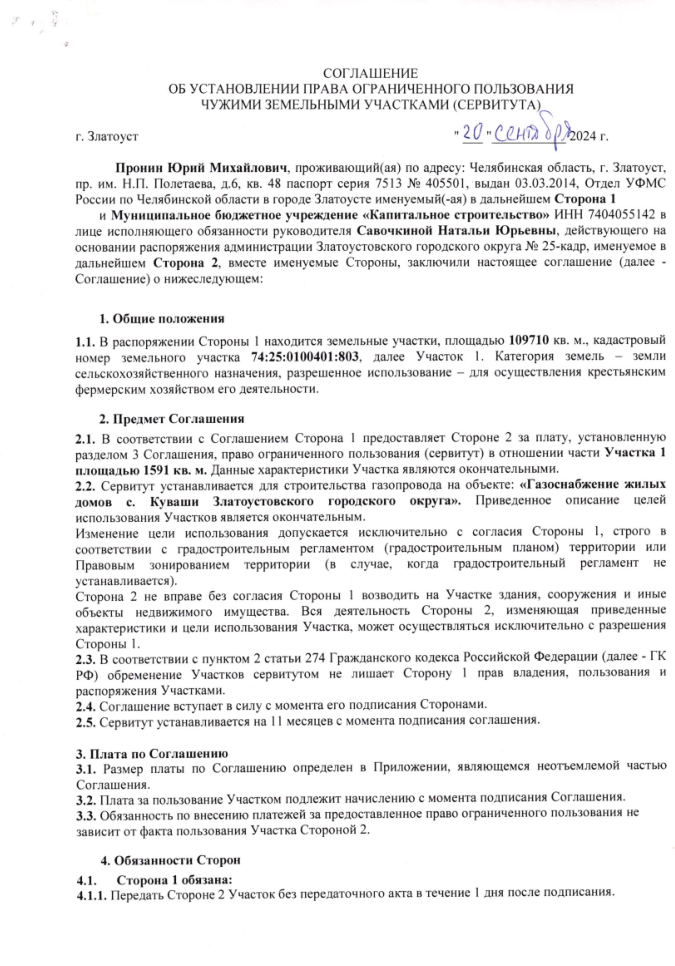 СОГЛАШЕНИЕ
ОБ УСТАНОВЛЕНИИ ПРАВА ОГРАНИЧЕННОГО ПОЛЬЗОВАНИЯ
ЧУЖИМИ ЗЕМЕЛЬНЫМИ УЧАСТКАМИ (СЕРВИТУТА)
г. Златоуст "20" сентября 2024 г.
Пронин Юрий Михайлович, проживающий(ая) по адресу: Челябинская область, г. Златоуст,
пр. им. Н.П. Полетаева, д.6, кв. 48 паспорт серия 7513 № 405501, выдан 03.03.2014, Отдел УФМС
России по Челябинской области в городе Златоусте именуемый(-ая) в дальнейшем Сторона 1
и Муниципальное бюджетное учреждение «Капитальное строительство» ИНН 7404055142 в
лице исполняющего обязанности руководителя Савочкиной Натальи Юрьевны, действующего на
основании распоряжения администрации Златоустовского городского округа № 25-кадр, именуемое в
дальнейшем Сторона 2, вместе именуемые Стороны, заключили настоящее соглашение (далее -
Соглашение) о нижеследующем:
1. Общие положения
1.1. В распоряжении Стороны 1 находится земельные участки, площадью 109710 кв. м., кадастровый
номер земельного участка 74:25:0100401:803, далее Участок 1. Категория земель – земли
сельскохозяйственного назначения, разрешенное использование – для осуществления крестьянским
фермерским хозяйством его деятельности.
2. Предмет Соглашения
2.1. В соответствии с Соглашением Сторона 1 предоставляет Стороне 2 за плату, установленную
разделом 3 Соглашения, право ограниченного пользования (сервитут) в отношении части Участка 1
площадью 1591 кв. м. Данные характеристики Участка являются окончательными.
2.2. Сервитут устанавливается для строительства газопровода на объекте: «Газоснабжение жилых
домов с. Куваши Златоустовского городского округа». Приведенное описание целей
использования Участков является окончательным.
Изменение цели использования допускается исключительно с согласия Стороны 1, строго в
соответствии с градостроительным регламентом (градостроительным планом) территории или
Правовым зонированием территории (в случае, когда градостроительный регламент не
устанавливается).
Сторона 2 не вправе без согласия Стороны 1 возводить на Участке здания, сооружения и иные
объекты недвижимого имущества. Вся деятельность Стороны 2, изменяющая приведенные
характеристики и цели использования Участка, может осуществляться исключительно с разрешения
Стороны 1.
2.3. В соответствии с пунктом 2 статьи 274 Гражданского кодекса Российской Федерации (далее - ГК
РФ) обременение Участков сервитутом не лишает Сторону 1 прав владения, пользования и
распоряжения Участками.
2.4. Соглашение вступает в силу с момента его подписания Сторонами.
2.5. Сервитут устанавливается на 11 месяцев с момента подписания соглашения.
3. Плата по Соглашению
3.1. Размер платы по Соглашению определен в Приложении, являющемся неотъемлемой частью
Соглашения.
3.2. Плата за пользование Участком подлежит начислению с момента подписания Соглашения.
3.3. Обязанность по внесению платежей за предоставленное право ограниченного пользования не
зависит от факта пользования Участка Стороной 2.
4. Обязанности Сторон
4.1. Сторона 1 обязана:
4.1.1. Передать Стороне 2 Участок без передаточного акта в течение 1 дня после подписания.